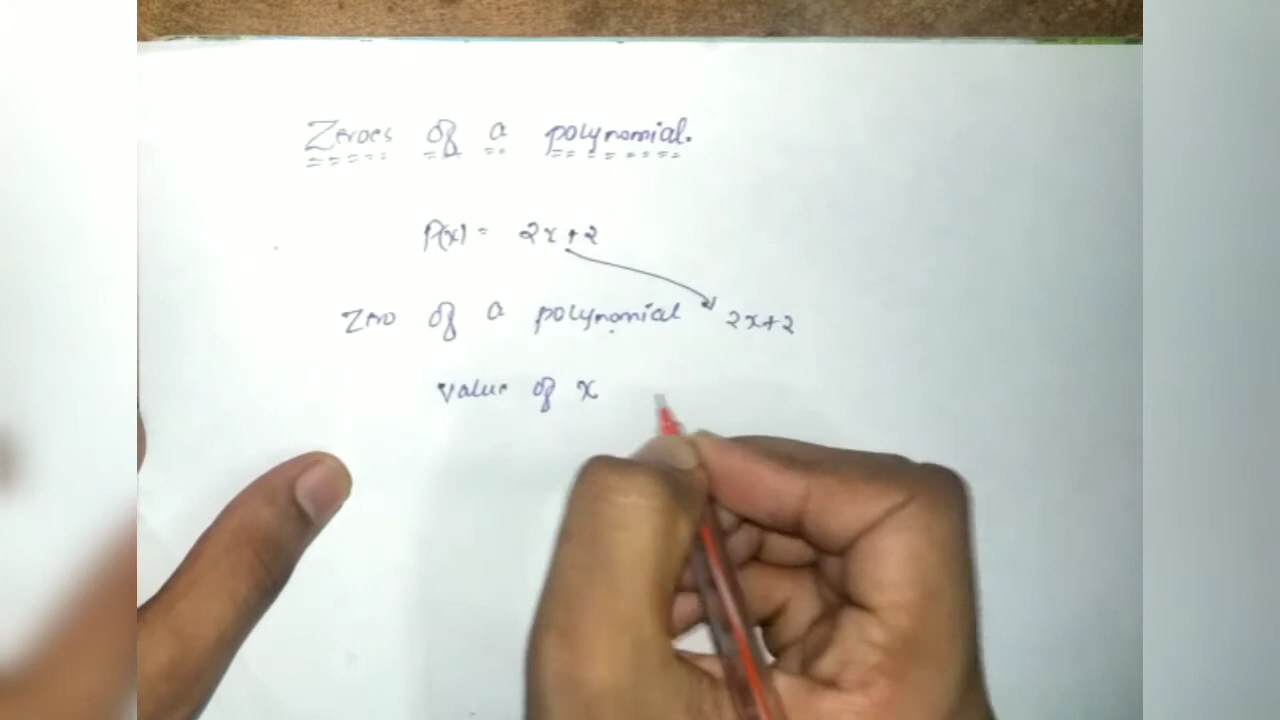 Zeroes of a polynomial.
P(x) = 2x+2
Zero of a polynomial 2x+2
Value of x